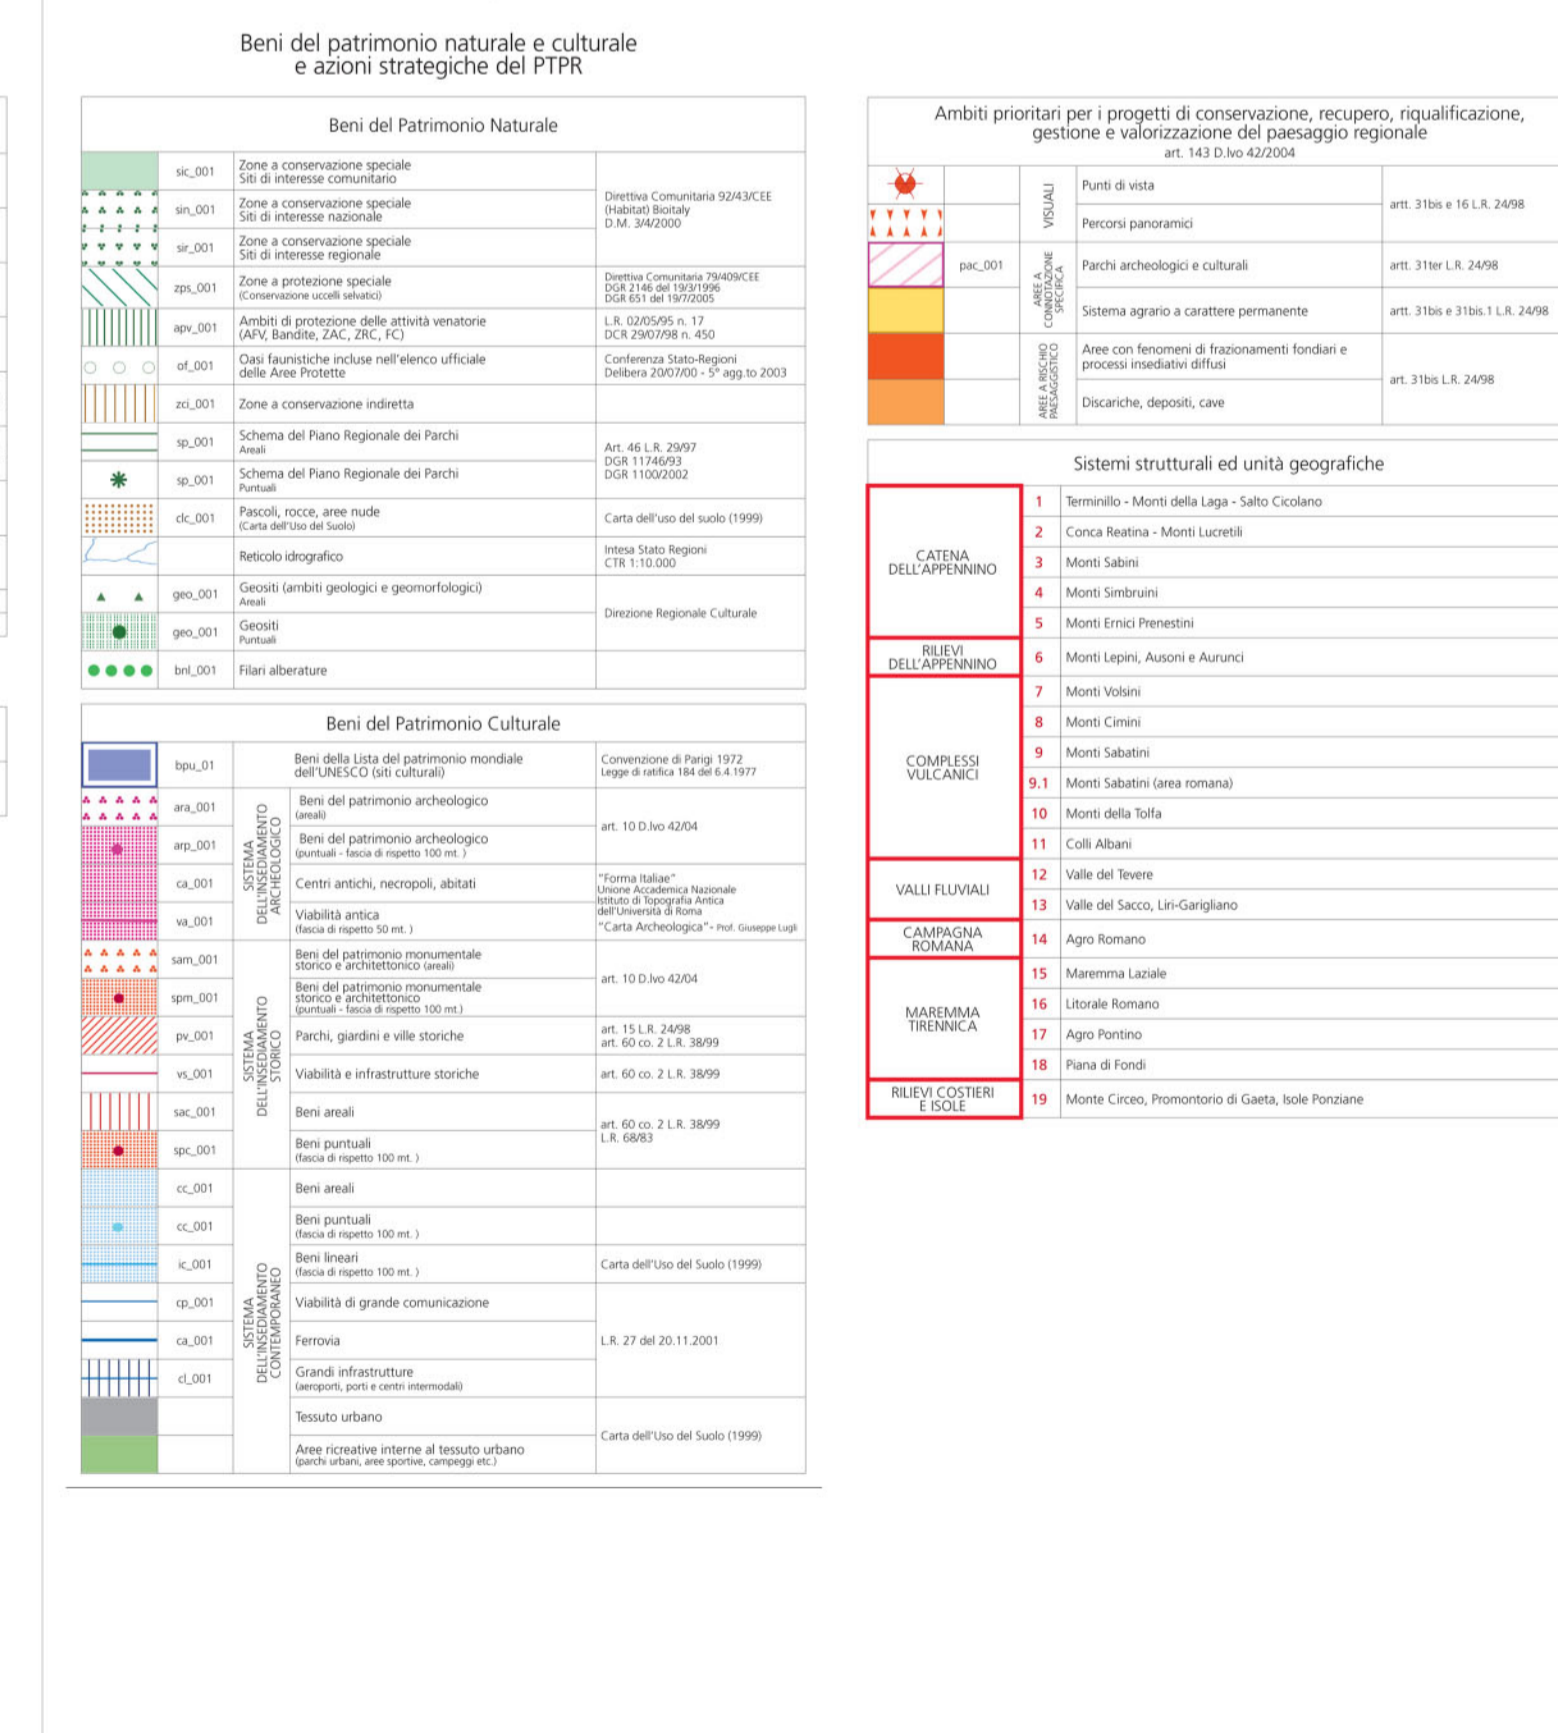 Beni del patrimonio naturale e culturale
e azioni strategiche del PTPR
Beni del Patrimonio Naturale
sic_001
Zone a conservazione speciale
Siti di interesse comunitario
sin_001
Zone a conservazione speciale
Siti di interesse nazionale
sir_001
Zone a conservazione speciale
Siti di interesse regionale
Direttiva Comunitaria 92/43/CEE
(Habitat) Bioitaly
D.M. 3/4/2000
zps_001
Zone a protezione speciale
(Conservazione uccelli selvatici)
Direttiva Comunitaria 79/409/CEE
DGR 2146 del 19/3/1996
DGR 651 del 19/7/2005
apv_001
Ambiti di protezione delle attività venatorie
(AFV, Bandite, ZAC, ZRC, FC)
L.R. 02/05/95 n. 17
DCR 29/07/98 n. 450
of_001
Oasi faunistiche incluse nell'elenco ufficiale
delle Aree Protette
Conferenza Stato-Regioni
Delibera 20/07/00 - 5° agg.to 2003
zci_001
Zone a conservazione indiretta
sp_001
Schema del Piano Regionale dei Parchi
Areali
sp_001
Schema del Piano Regionale dei Parchi
Puntuali
Art. 46 L.R. 29/97
DGR 11746/93
DGR 1100/2002
clc_001
Pascoli, rocce, aree nude
(Carta dell'Uso del Suolo)
Carta dell'uso del suolo (1999)
Reticolo idrografico
Intesa Stato Regioni
CTR 1:10.000
geo_001
Geositi (ambiti geologici e geomorfologici)
Areali
geo_001
Geositi
Puntuali
Direzione Regionale Culturale
bnl_001
Filari alberature
Beni del Patrimonio Culturale
bpu_01
Beni della Lista del patrimonio mondiale
dell'UNESCO (siti culturali)
Convenzione di Parigi 1972
Legge di ratifica 184 del 6.4.1977
SISTEMA
DELL'INSEDIAMENTO
ARCHEOLOGICO
ara_001
Beni del patrimonio archeologico
(areali)
arp_001
Beni del patrimonio archeologico
(puntuali - fascia di rispetto 100 mt. )
art. 10 D.lvo 42/04
ca_001
Centri antichi, necropoli, abitati
va_001
Viabilità antica
(fascia di rispetto 50 mt. )
"Forma Italiae"
Unione Accademica Nazionale
Istituto di Topografia Antica
dell'Università di Roma
"Carta Archeologica"- Prof. Giuseppe Lugli
SISTEMA
DELL'INSEDIAMENTO
STORICO
sam_001
Beni del patrimonio monumentale
storico e architettonico (areali)
spm_001
Beni del patrimonio monumentale
storico e architettonico
(puntuali - fascia di rispetto 100 mt.)
art. 10 D.lvo 42/04
pv_001
Parchi, giardini e ville storiche
art. 15 L.R. 24/98
art. 60 co. 2 L.R. 38/99
vs_001
Viabilità e infrastrutture storiche
art. 60 co. 2 L.R. 38/99
sac_001
Beni areali
spc_001
Beni puntuali
(fascia di rispetto 100 mt. )
art. 60 co. 2 L.R. 38/99
L.R. 68/83
SISTEMA
DELL'INSEDIAMENTO
CONTEMPORANEO
cc_001
Beni areali
cc_001
Beni puntuali
(fascia di rispetto 100 mt. )
ic_001
Beni lineari
(fascia di rispetto 100 mt. )
Carta dell'Uso del Suolo (1999)
cp_001
Viabilità di grande comunicazione
ca_001
Ferrovia
L.R. 27 del 20.11.2001
cl_001
Grandi infrastrutture
(aeroporti, porti e centri intermodali)
Tessuto urbano
Aree ricreative interne al tessuto urbano
(parchi urbani, aree sportive, campeggi etc.)
Carta dell'Uso del Suolo (1999)
Ambiti prioritari per i progetti di conservazione, recupero, riqualificazione,
gestione e valorizzazione del paesaggio regionale
art. 143 D.lvo 42/2004
VISUALI
Punti di vista
Percorsi panoramici
artt. 31bis e 16 L.R. 24/98
AREE A
CONNOTAZIONE
SPECIFICA
pac_001
Parchi archeologici e culturali
artt. 31ter L.R. 24/98
Sistema agrario a carattere permanente
artt. 31bis e 31bis.1 L.R. 24/98
AREE A RISCHIO
PAESAGGISTICO
Aree con fenomeni di frazionamenti fondiari e
processi insediativi diffusi
Discariche, depositi, cave
art. 31bis L.R. 24/98
Sistemi strutturali ed unità geografiche
CATENA
DELL'APPENNINO
1 Terminillo - Monti della Laga - Salto Cicolano
2 Conca Reatina - Monti Lucretili
3 Monti Sabini
4 Monti Simbruini
5 Monti Ernici Prenestini
RILIEVI
DELL'APPENNINO
6 Monti Lepini, Ausoni e Aurunci
COMPLESSI
VULCANICI
7 Monti Volsini
8 Monti Cimini
9 Monti Sabatini
9.1 Monti Sabatini (area romana)
10 Monti della Tolfa
11 Colli Albani
VALLI FLUVIALI
12 Valle del Tevere
13 Valle del Sacco, Liri-Garigliano
CAMPAGNA
ROMANA
14 Agro Romano
MAREMMA
TIRRENICA
15 Maremma Laziale
16 Litorale Romano
17 Agro Pontino
18 Piana di Fondi
RILIEVI COSTIERI
E ISOLE
19 Monte Circeo, Promontorio di Gaeta, Isole Ponziane